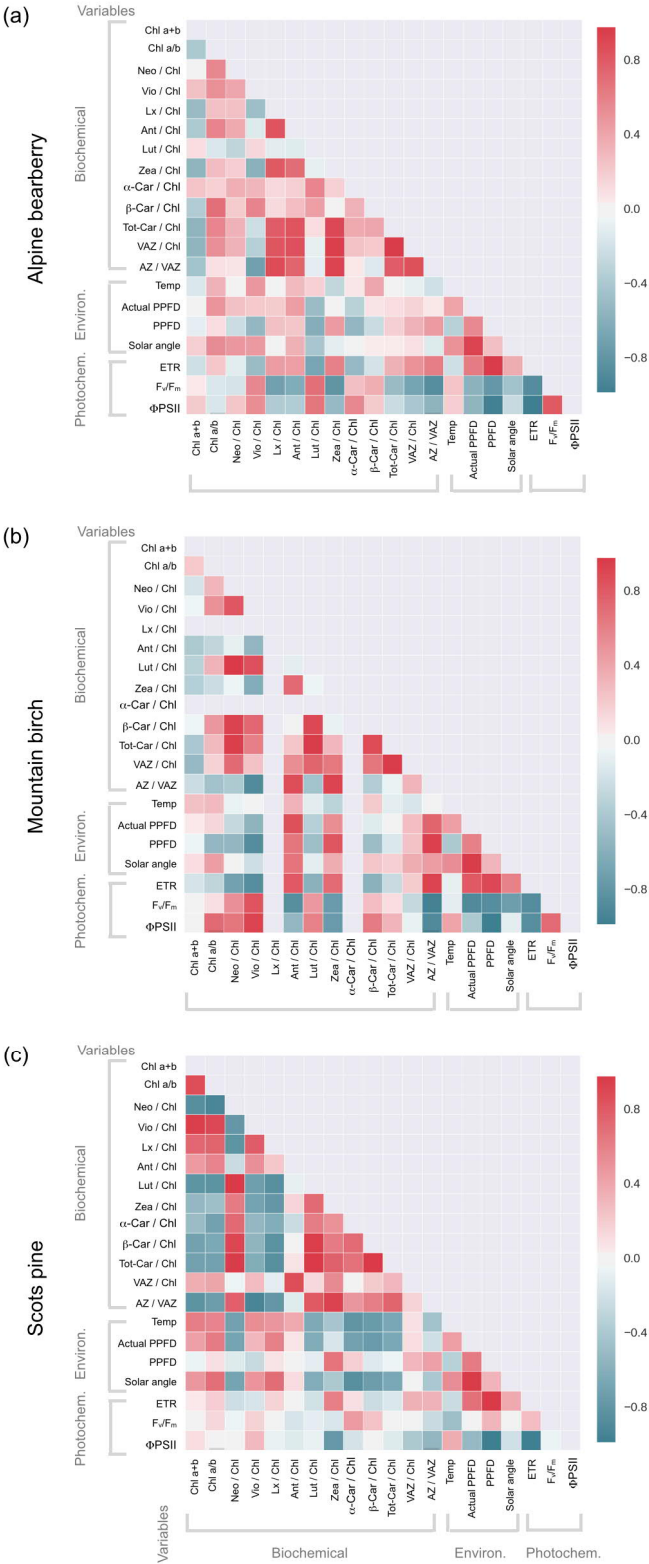 (a)
Variables
Alpine bearberry
Biochemical
Environ.
Photochem.
Chl a+b
Chl a/b
Neo / Chl
Vio / Chl
Lx / Chl
Ant / Chl
Lut / Chl
Zea / Chl
α-Car / Chl
β-Car / Chl
Tot-Car / Chl
VAZ / Chl
AZ / VAZ
Temp
Actual PPFD
PPFD
Solar angle
ETR
Fᵥ/Fₘ
ΦPSII
Chl a+b
Chl a/b
Neo / Chl
Vio / Chl
Lx / Chl
Ant / Chl
Lut / Chl
Zea / Chl
α-Car / Chl
β-Car / Chl
Tot-Car / Chl
VAZ / Chl
AZ / VAZ
Temp
Actual PPFD
PPFD
Solar angle
ETR
Fᵥ/Fₘ
ΦPSII
0.8
0.4
0.0
−0.4
−0.8
(b)
Variables
Mountain birch
Biochemical
Environ.
Photochem.
Chl a+b
Chl a/b
Neo / Chl
Vio / Chl
Lx / Chl
Ant / Chl
Lut / Chl
Zea / Chl
α-Car / Chl
β-Car / Chl
Tot-Car / Chl
VAZ / Chl
AZ / VAZ
Temp
Actual PPFD
PPFD
Solar angle
ETR
Fᵥ/Fₘ
ΦPSII
Chl a+b
Chl a/b
Neo / Chl
Vio / Chl
Lx / Chl
Ant / Chl
Lut / Chl
Zea / Chl
α-Car / Chl
β-Car / Chl
Tot-Car / Chl
VAZ / Chl
AZ / VAZ
Temp
Actual PPFD
PPFD
Solar angle
ETR
Fᵥ/Fₘ
ΦPSII
0.8
0.4
0.0
−0.4
−0.8
(c)
Variables
Scots pine
Biochemical
Environ.
Photochem.
Chl a+b
Chl a/b
Neo / Chl
Vio / Chl
Lx / Chl
Ant / Chl
Lut / Chl
Zea / Chl
α-Car / Chl
β-Car / Chl
Tot-Car / Chl
VAZ / Chl
AZ / VAZ
Temp
Actual PPFD
PPFD
Solar angle
ETR
Fᵥ/Fₘ
ΦPSII
Chl a+b
Chl a/b
Neo / Chl
Vio / Chl
Lx / Chl
Ant / Chl
Lut / Chl
Zea / Chl
α-Car / Chl
β-Car / Chl
Tot-Car / Chl
VAZ / Chl
AZ / VAZ
Temp
Actual PPFD
PPFD
Solar angle
ETR
Fᵥ/Fₘ
ΦPSII
0.8
0.4
0.0
−0.4
−0.8
Variables
Biochemical
Environ.
Photochem.